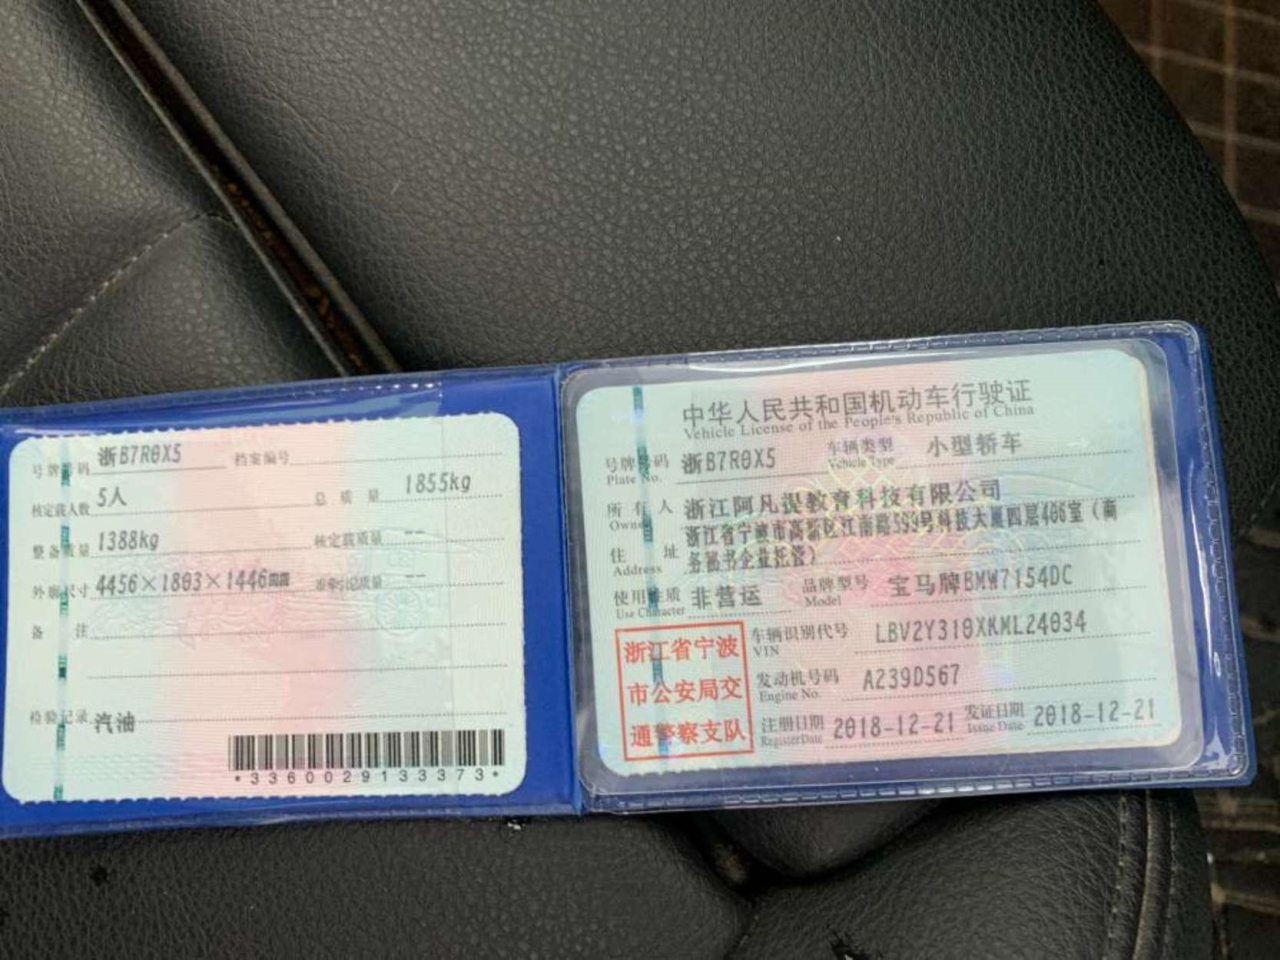 号牌号码 浙B7R0X5 档案编号
核定载人数 5人 总质量 1855kg
整备质量 1388kg 核定载质量 --
外廓尺寸 4456×1803×1446mm 准牵引总质量 --
备注
检验记录 汽油
*3360029133373*
中华人民共和国机动车行驶证
Vehicle License of the People's Republic of China
号牌号码 浙B7R0X5 车辆类型 小型轿车
Plate No. Vehicle Type
所有人 浙江阿凡提教育科技有限公司
Owner
住址 浙江省宁波市高新区江南路599号科技大厦四层406室(商
Address 务秘书企业托管)
使用性质 非营运 品牌型号 宝马牌BMW7154DC
Use Character Model
浙江省宁波
市公安局交
通警察支队
车辆识别代号 LBV2Y310XKML24034
VIN
发动机号码 A239D567
Engine No.
注册日期 2018-12-21 发证日期 2018-12-21
Register Date Issue Date